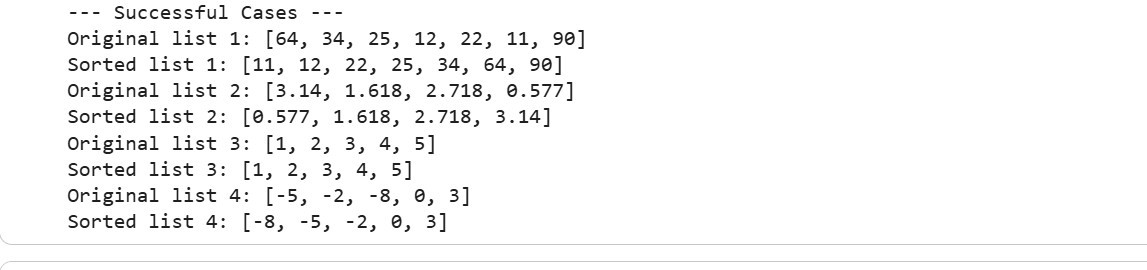 --- Successful Cases ---
Original list 1: [64, 34, 25, 12, 22, 11, 90]
Sorted list 1: [11, 12, 22, 25, 34, 64, 90]
Original list 2: [3.14, 1.618, 2.718, 0.577]
Sorted list 2: [0.577, 1.618, 2.718, 3.14]
Original list 3: [1, 2, 3, 4, 5]
Sorted list 3: [1, 2, 3, 4, 5]
Original list 4: [-5, -2, -8, 0, 3]
Sorted list 4: [-8, -5, -2, 0, 3]